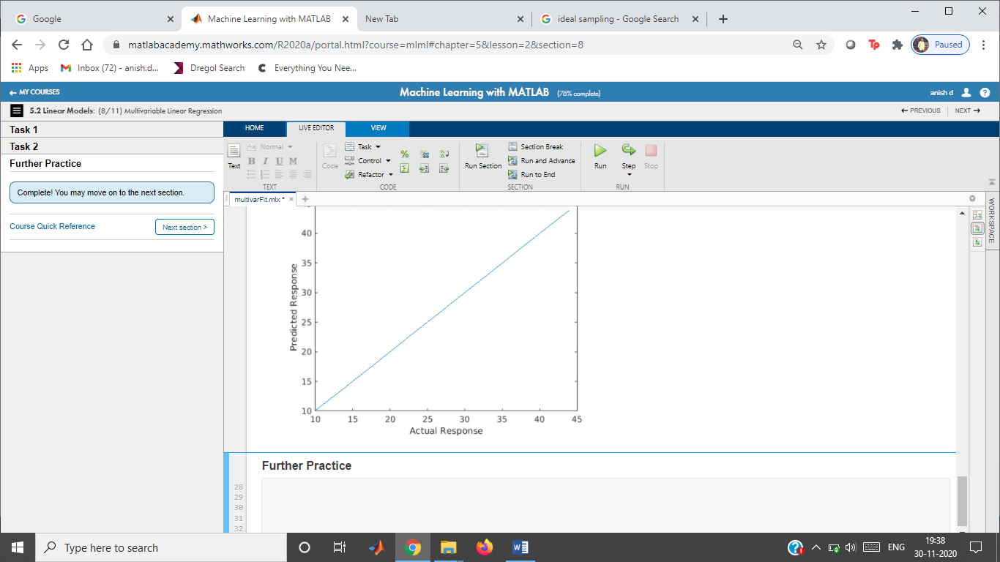 Google
Machine Learning with MATLAB
New Tab
ideal sampling - Google Search
matlabacademy.mathworks.com/R2020a/portal.html?course=mlml#chapter=5&lesson=2&section=8
Paused
Apps
Inbox (72) - anish.d...
Dregol Search
Everything You Nee...
MY COURSES
Machine Learning with MATLAB (76% complete)
anish d
5.2 Linear Models: (8/11) Multivariable Linear Regression
PREVIOUS
NEXT
Task 1
Task 2
Further Practice
Complete! You may move on to the next section.
Course Quick Reference
Next section >
HOME
LIVE EDITOR
VIEW
Text
Aa Normal
B I U M
TEXT
Code
Task
Control
Refactor
CODE
Run Section
Section Break
Run and Advance
Run to End
SECTION
Run
Step
Stop
RUN
multivarFit.mlx *
WORKSPACE
40
35
30
25
20
15
10
Predicted Response
10 15 20 25 30 35 40 45
Actual Response
Further Practice
28
29
30
31
32
Type here to search
ENG
19:38
30-11-2020